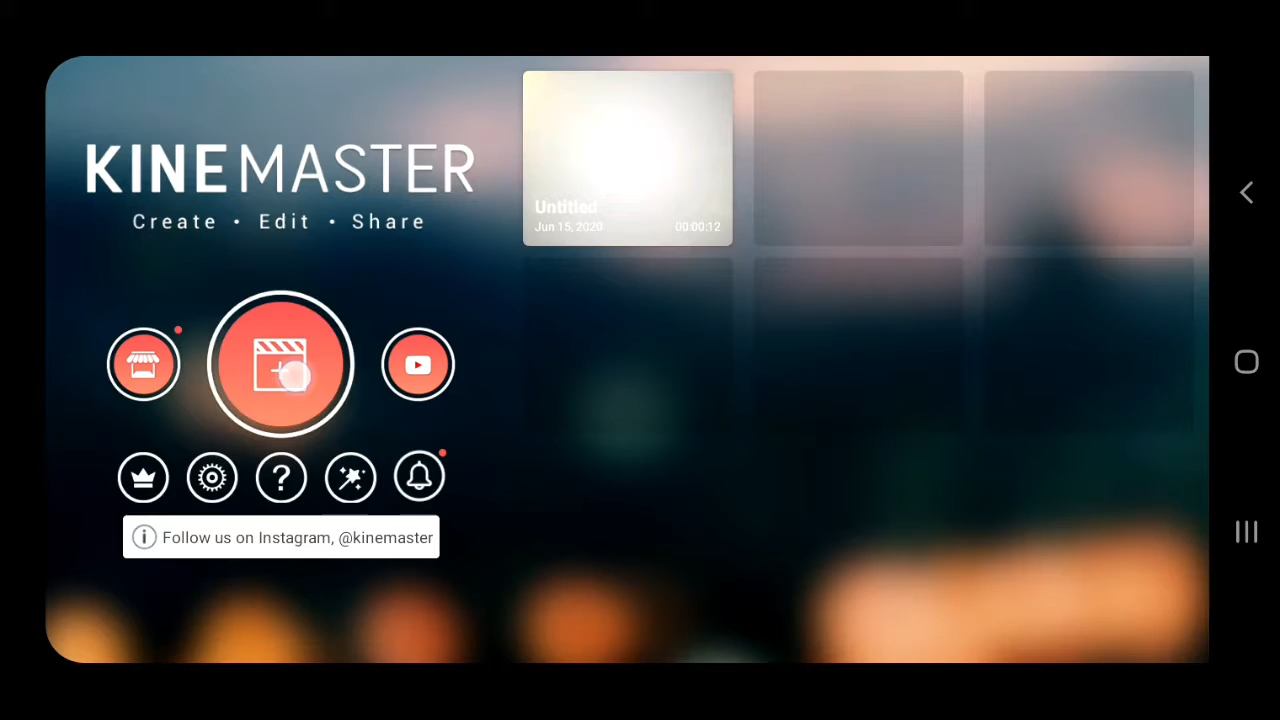 KINEMASTER
Create • Edit • Share
Untitled
Jun 15, 2020 00:00:12
Follow us on Instagram, @kinemaster